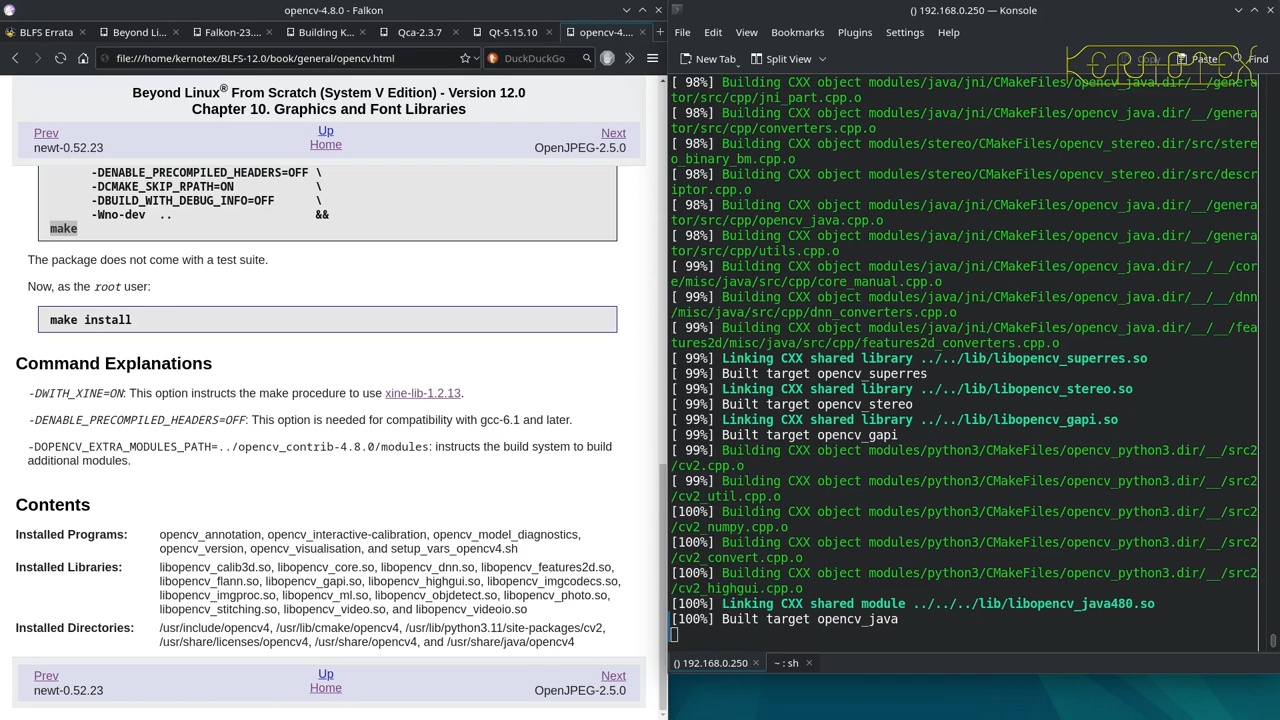 opencv-4.8.0 - Falkon
BLFS Errata
Beyond Li...
Falkon-23....
Building K...
Qca-2.3.7
Qt-5.15.10
opencv-4....
file:///home/kernotex/BLFS-12.0/book/general/opencv.html
DuckDuckGo
Beyond Linux® From Scratch (System V Edition) - Version 12.0
Chapter 10. Graphics and Font Libraries
Prev
Up
Next
newt-0.52.23
Home
OpenJPEG-2.5.0
-DENABLE_PRECOMPILED_HEADERS=OFF \
-DCMAKE_SKIP_RPATH=ON \
-DBUILD_WITH_DEBUG_INFO=OFF \
-Wno-dev .. &&
make
The package does not come with a test suite.
Now, as the root user:
make install
Command Explanations
-DWITH_XINE=ON: This option instructs the make procedure to use xine-lib-1.2.13.
-DENABLE_PRECOMPILED_HEADERS=OFF: This option is needed for compatibility with gcc-6.1 and later.
-DOPENCV_EXTRA_MODULES_PATH=../opencv_contrib-4.8.0/modules: instructs the build system to build
additional modules.
Contents
Installed Programs: opencv_annotation, opencv_interactive-calibration, opencv_model_diagnostics,
opencv_version, opencv_visualisation, and setup_vars_opencv4.sh
Installed Libraries: libopencv_calib3d.so, libopencv_core.so, libopencv_dnn.so, libopencv_features2d.so,
libopencv_flann.so, libopencv_gapi.so, libopencv_highgui.so, libopencv_imgcodecs.so,
libopencv_imgproc.so, libopencv_ml.so, libopencv_objdetect.so, libopencv_photo.so,
libopencv_stitching.so, libopencv_video.so, and libopencv_videoio.so
Installed Directories: /usr/include/opencv4, /usr/lib/cmake/opencv4, /usr/lib/python3.11/site-packages/cv2,
/usr/share/licenses/opencv4, /usr/share/opencv4, and /usr/share/java/opencv4
Prev
Up
Next
newt-0.52.23
Home
OpenJPEG-2.5.0
() 192.168.0.250 — Konsole
File Edit View Bookmarks Plugins Settings Help
New Tab
Split View
Copy
Paste
Find
KERNOTEX
[ 98%] Building CXX object modules/java/jni/CMakeFiles/opencv_java.dir/__/genera
tor/src/cpp/jni_part.cpp.o
[ 98%] Building CXX object modules/java/jni/CMakeFiles/opencv_java.dir/__/genera
tor/src/cpp/converters.cpp.o
[ 98%] Building CXX object modules/stereo/CMakeFiles/opencv_stereo.dir/src/stere
o_binary_bm.cpp.o
[ 98%] Building CXX object modules/stereo/CMakeFiles/opencv_stereo.dir/src/descr
iptor.cpp.o
[ 98%] Building CXX object modules/java/jni/CMakeFiles/opencv_java.dir/__/genera
tor/src/cpp/opencv_java.cpp.o
[ 98%] Building CXX object modules/java/jni/CMakeFiles/opencv_java.dir/__/genera
tor/src/cpp/utils.cpp.o
[ 99%] Building CXX object modules/java/jni/CMakeFiles/opencv_java.dir/__/__/cor
e/misc/java/src/cpp/core_manual.cpp.o
[ 99%] Building CXX object modules/java/jni/CMakeFiles/opencv_java.dir/__/__/dnn
/misc/java/src/cpp/dnn_converters.cpp.o
[ 99%] Building CXX object modules/java/jni/CMakeFiles/opencv_java.dir/__/__/fea
tures2d/misc/java/src/cpp/features2d_converters.cpp.o
[ 99%] Linking CXX shared library ../../lib/libopencv_superres.so
[ 99%] Built target opencv_superres
[ 99%] Linking CXX shared library ../../lib/libopencv_stereo.so
[ 99%] Built target opencv_stereo
[ 99%] Linking CXX shared library ../../lib/libopencv_gapi.so
[ 99%] Built target opencv_gapi
[ 99%] Building CXX object modules/python3/CMakeFiles/opencv_python3.dir/__/src2
/cv2.cpp.o
[ 99%] Building CXX object modules/python3/CMakeFiles/opencv_python3.dir/__/src2
/cv2_util.cpp.o
[100%] Building CXX object modules/python3/CMakeFiles/opencv_python3.dir/__/src2
/cv2_numpy.cpp.o
[100%] Building CXX object modules/python3/CMakeFiles/opencv_python3.dir/__/src2
/cv2_convert.cpp.o
[100%] Building CXX object modules/python3/CMakeFiles/opencv_python3.dir/__/src2
/cv2_highgui.cpp.o
[100%] Linking CXX shared module ../../../lib/libopencv_java480.so
[100%] Built target opencv_java
() 192.168.0.250
~ : sh